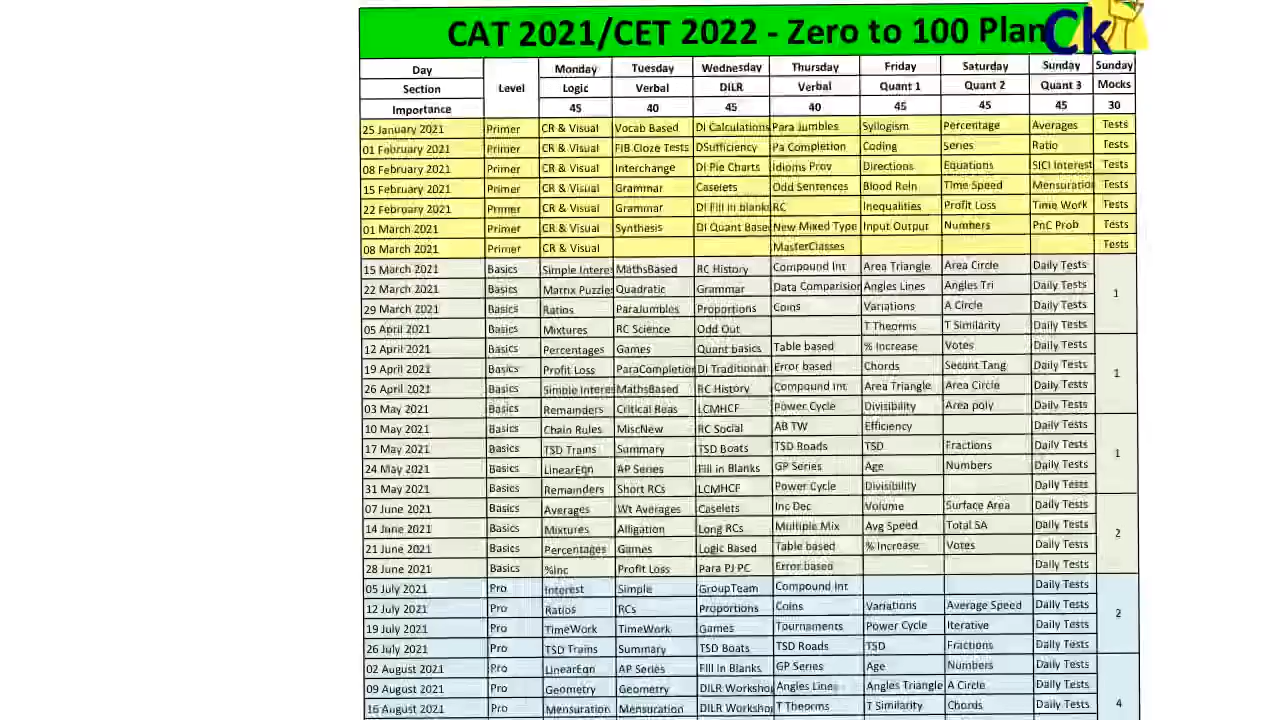 CAT 2021/CET 2022 - Zero to 100 Plan
Ck
Day Level Monday Tuesday Wednesday Thursday Friday Saturday Sunday Sunday
Section Logic Verbal DILR Verbal Quant 1 Quant 2 Quant 3 Mocks
Importance 45 40 45 40 45 45 45 30
25 January 2021 Primer CR & Visual Vocab Based DI Calculations Para Jumbles Syllogism Percentage Averages Tests
01 February 2021 Primer CR & Visual FIB Cloze Tests DSufficiency Pa Completion Coding Series Ratio Tests
08 February 2021 Primer CR & Visual Interchange DI Pie Charts Idioms Prov Directions Equations SICI Interest Tests
15 February 2021 Primer CR & Visual Grammar Caselets Odd Sentences Blood Reln Time Speed Mensuratio Tests
22 February 2021 Primer CR & Visual Grammar DI Fill in blanks RC Inequalities Profit Loss Time Work Tests
01 March 2021 Primer CR & Visual Synthesis DI Quant Base New Mixed Type Input Output Numbers PnC Prob Tests
08 March 2021 Primer CR & Visual MasterClasses Tests
15 March 2021 Basics Simple Intere MathsBased RC History Compound Int Area Triangle Area Circle Daily Tests
22 March 2021 Basics Matrix Puzzle Quadratic Grammar Data Comparision Angles Lines Angles Tri Daily Tests 1
29 March 2021 Basics Ratios ParaJumbles Proportions Coins Variations A Circle Daily Tests
05 April 2021 Basics Mixtures RC Science Odd Out T Theorms T Similarity Daily Tests
12 April 2021 Basics Percentages Games Quant basics Table based % Increase Votes Daily Tests
19 April 2021 Basics Profit Loss ParaCompletion DI Traditional Error based Chords Secant Tang Daily Tests 1
26 April 2021 Basics Simple Intere MathsBased RC History Compound Int Area Triangle Area Circle Daily Tests
03 May 2021 Basics Remainders Critical Reas LCMHCF Power Cycle Divisibility Area poly Daily Tests
10 May 2021 Basics Chain Rules MiscNew RC Social AB TW Efficiency Daily Tests
17 May 2021 Basics TSD Trains Summary TSD Boats TSD Roads TSD Fractions Daily Tests 1
24 May 2021 Basics LinearEqn AP Series Fill in Blanks GP Series Age Numbers Daily Tests
31 May 2021 Basics Remainders Short RCs LCMHCF Power Cycle Divisibility Daily Tests
07 June 2021 Basics Averages Wt Averages Caselets Inc Dec Volume Surface Area Daily Tests
14 June 2021 Basics Mixtures Alligation Long RCs Multiple Mix Avg Speed Total SA Daily Tests 2
21 June 2021 Basics Percentages Games Logic Based Table based % Increase Votes Daily Tests
28 June 2021 Basics %Inc Profit Loss Para PJ PC Error based Daily Tests
05 July 2021 Pro Interest Simple GroupTeam Compound Int Daily Tests
12 July 2021 Pro Ratios RCs Proportions Coins Variations Average Speed Daily Tests 2
19 July 2021 Pro TimeWork TimeWork Games Tournaments Power Cycle Iterative Daily Tests
26 July 2021 Pro TSD Trains Summary TSD Boats TSD Roads TSD Fractions Daily Tests
02 August 2021 Pro LinearEqn AP Series Fill in Blanks GP Series Age Numbers Daily Tests
09 August 2021 Pro Geometry Geometry DILR Workshop Angles Line Angles Triangle A Circle Daily Tests
16 August 2021 Pro Mensuration Mensuration DILR Workshop T Theorms T Similarity Chords Daily Tests 4